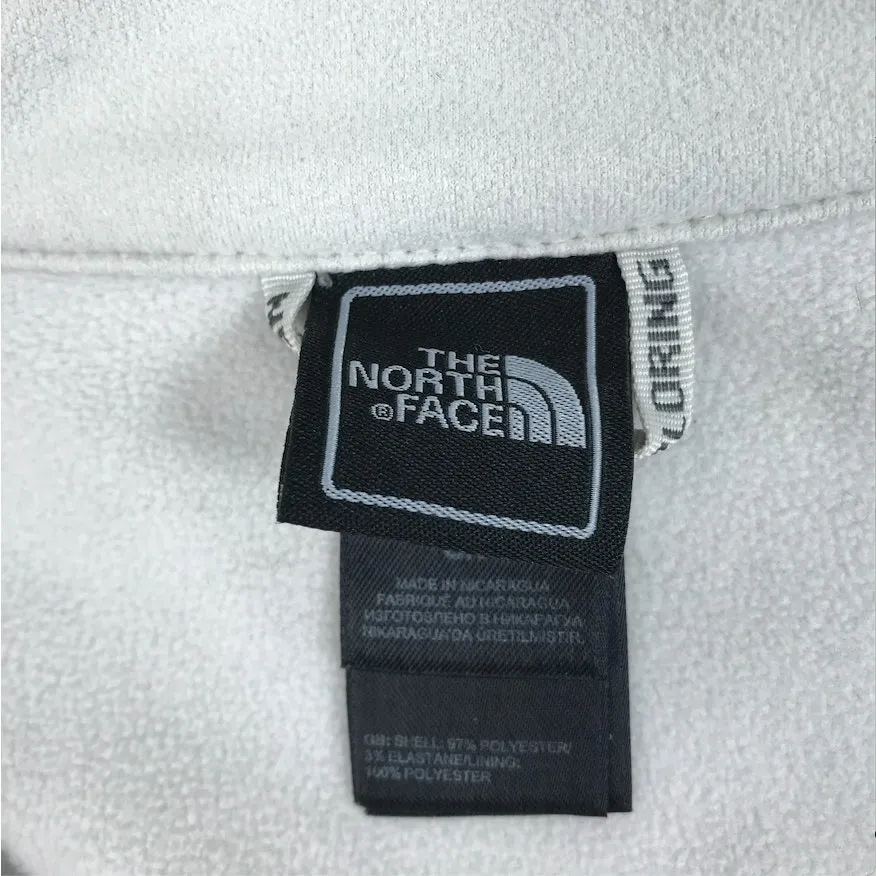 THE
NORTH
® FACE
LORING
MADE IN NICARAGUA
FABRIQUÉ AU NICARAGUA
ИЗГОТОВЛЕНО В НИКАРАГУА
NIKARAGUA'DA ÜRETILMISTIR.
GB: SHELL: 97% POLYESTER/
3% ELASTANE/LINING:
100% POLYESTER